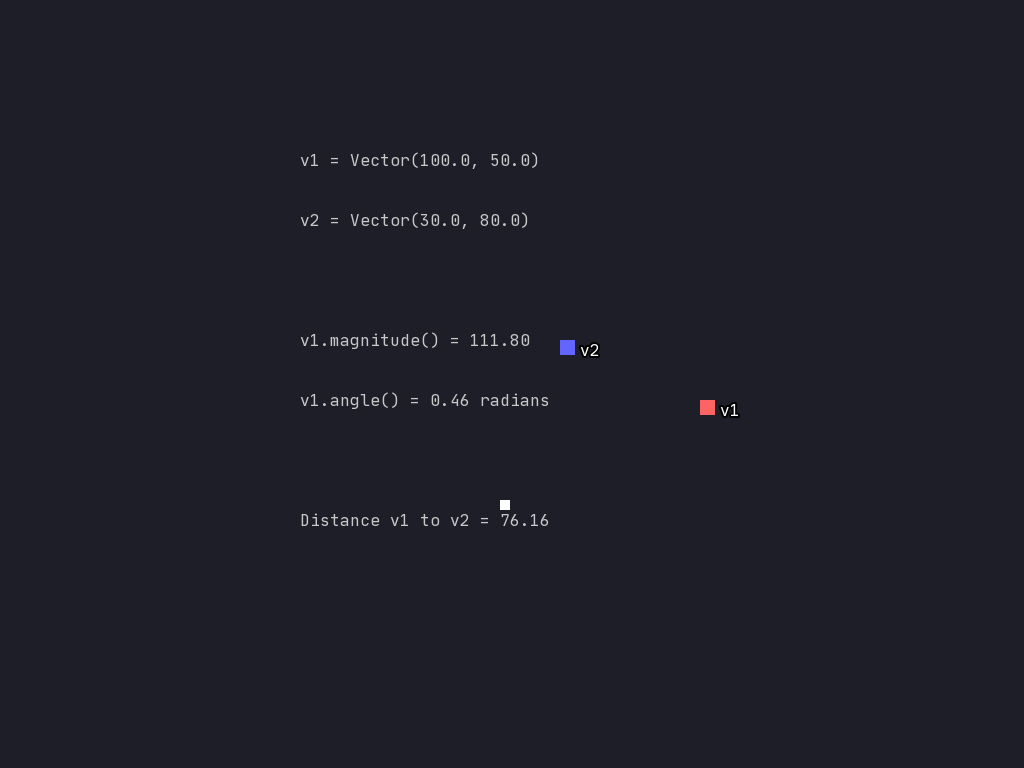 v1 = Vector(100.0, 50.0)
v2 = Vector(30.0, 80.0)
v1.magnitude() = 111.80
v2
v1.angle() = 0.46 radians
v1
Distance v1 to v2 = 76.16